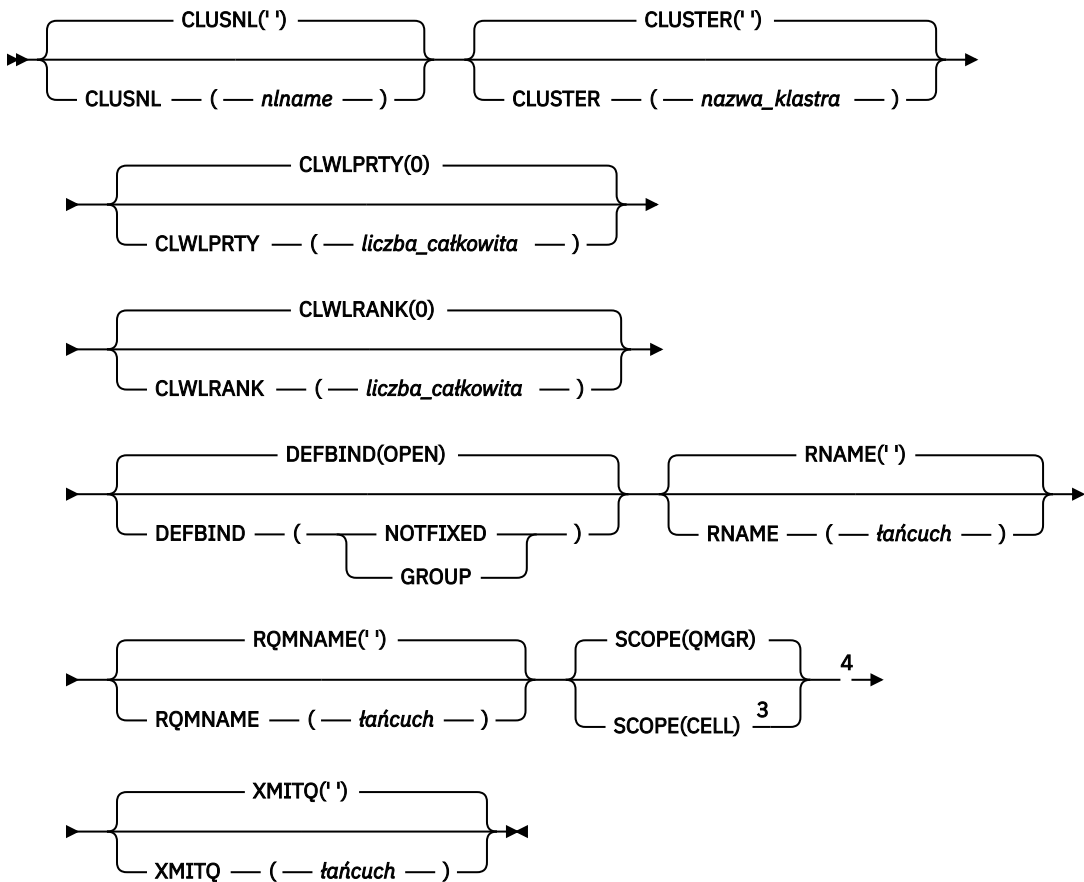 CLUSNL(' ') CLUSTER(' ')
CLUSNL ( nlname ) CLUSTER ( nazwa_klastra )
CLWLPRTY(0)
CLWLPRTY ( liczba_całkowita )
CLWLRANK(0)
CLWLRANK ( liczba_całkowita )
DEFBIND(OPEN) RNAME(' ')
DEFBIND ( NOTFIXED ) RNAME ( łańcuch )
GROUP
RQMNAME(' ') SCOPE(QMGR) 4
RQMNAME ( łańcuch ) SCOPE(CELL) 3
XMITQ(' ')
XMITQ ( łańcuch )